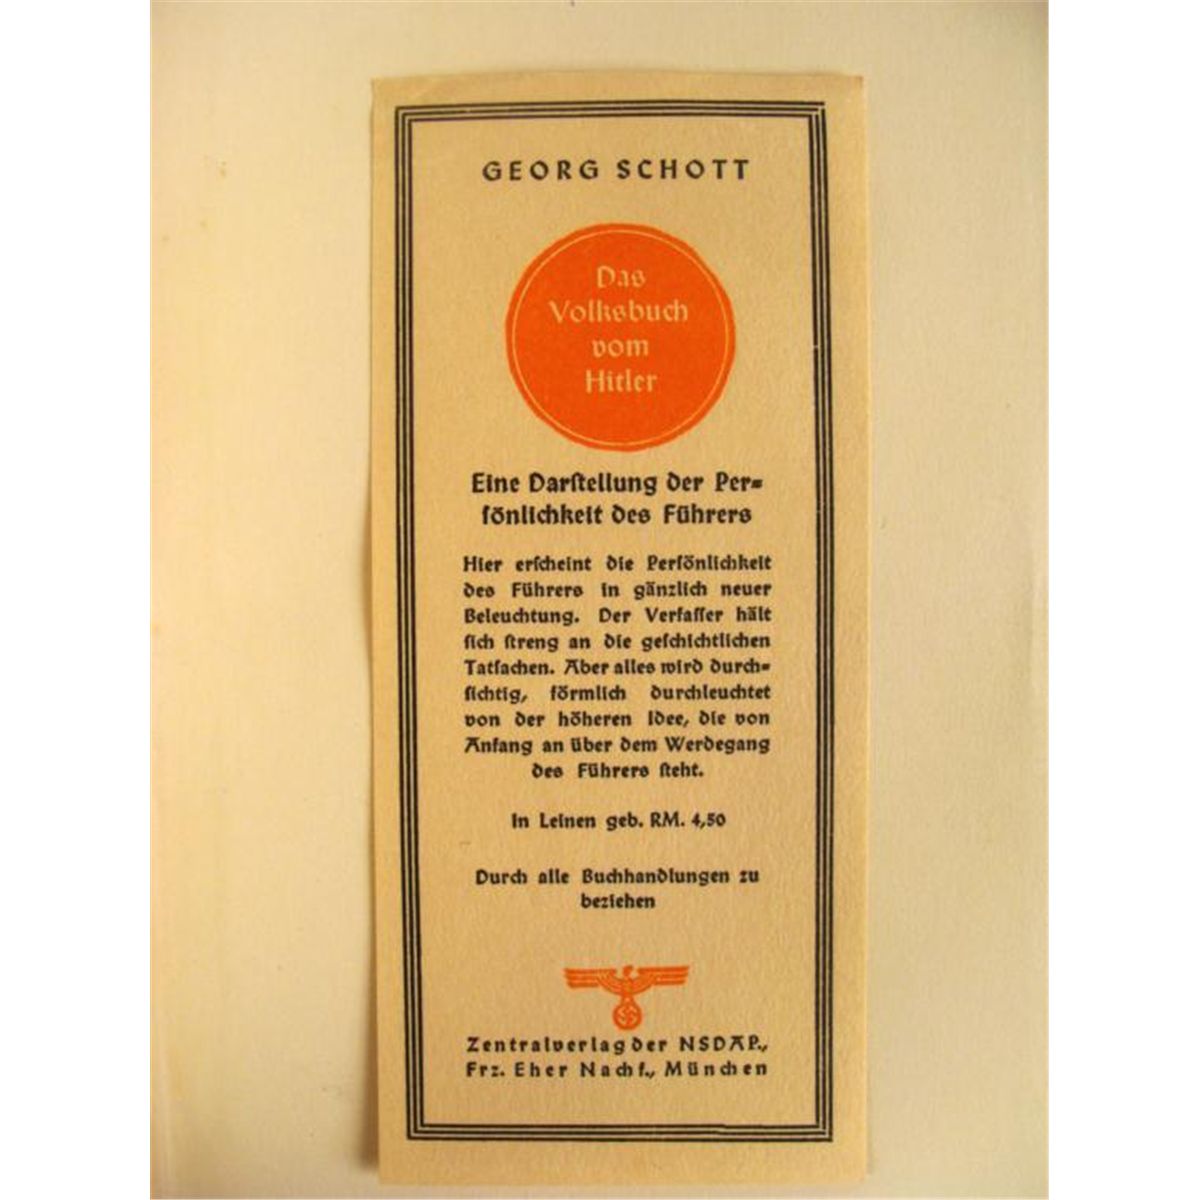 GEORG SCHOTT
Das
Volksbuch
vom
Hitler
Eine Darſtellung der Per=
ſönlichkeit des Führers
Hier erſcheint die Perſönlichkeit
des Führers in gänzlich neuer
Beleuchtung. Der Verfaſſer hält
ſich ſtreng an die geſchichtlichen
Tatſachen. Aber alles wird durch=
ſichtig, förmlich durchleuchtet
von der höheren Idee, die von
Anfang an über dem Werdegang
des Führers ſteht.
In Leinen geb. RM. 4,50
Durch alle Buchhandlungen zu
beziehen
Zentralverlag der NSDAP.,
Frz. Eher Nachf., München